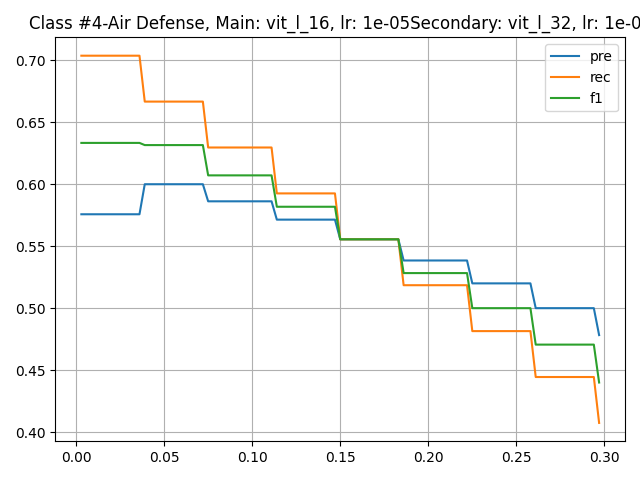 Class #4-Air Defense, Main: vit_l_16, lr: 1e-05Secondary: vit_l_32, lr: 1e-0
pre
rec
f1
0.70
0.65
0.60
0.55
0.50
0.45
0.40
0.00 0.05 0.10 0.15 0.20 0.25 0.30